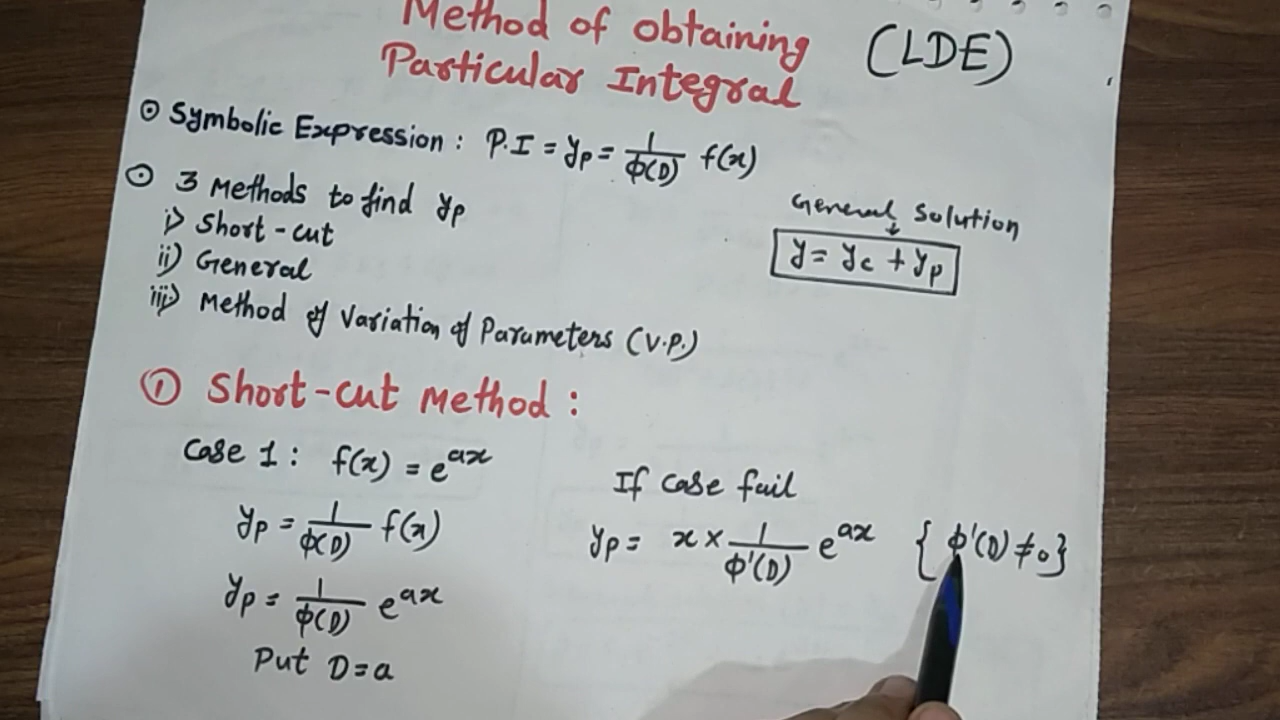 Method of obtaining
Particular Integral (LDE)
⊙ Symbolic Expression : P.I = yp = 1/ϕ(D) f(x)
⊙ 3 Methods to find yp
i) Short-cut
ii) General
iii) Method of Variation of Parameters (V.P.)
General Solution
↓
y = yc + yp
① Short-cut Method :
Case 1 : f(x) = e^ax
yp = 1/ϕ(D) f(x)
yp = 1/ϕ(D) e^ax
Put D=a
If case fail
yp = x × 1/ϕ'(D) e^ax { ϕ'(D) ≠ 0 }